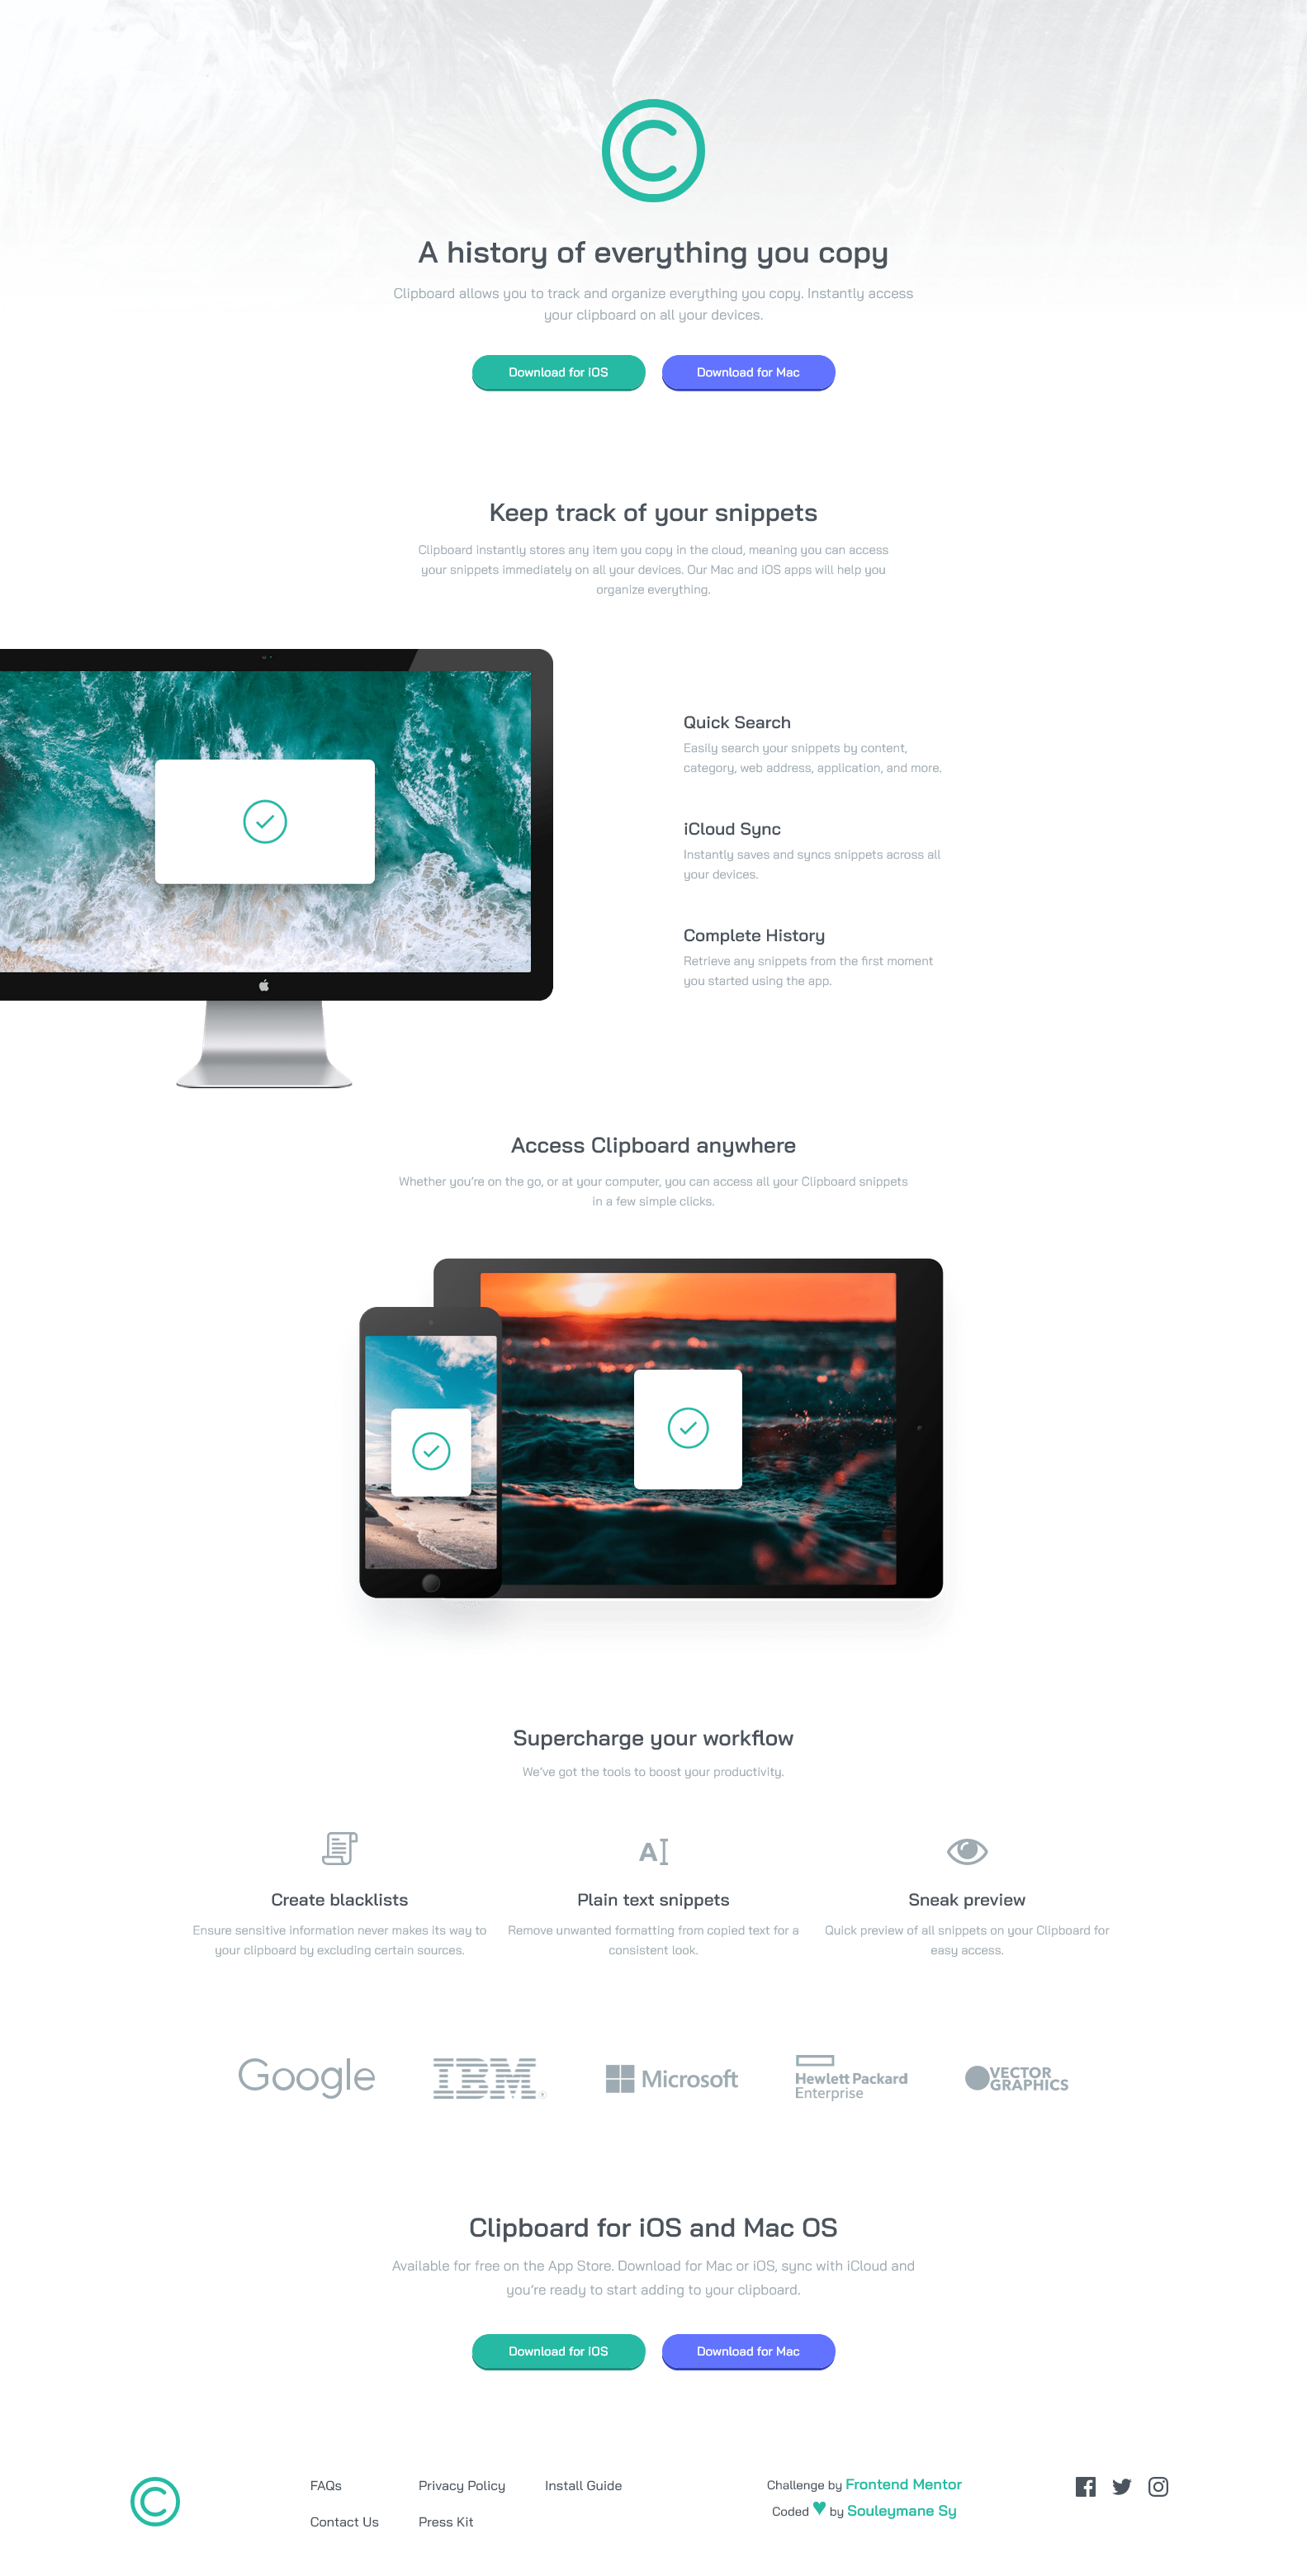 A history of everything you copy
Clipboard allows you to track and organize everything you copy. Instantly access
your clipboard on all your devices.
Download for iOS
Download for Mac
Keep track of your snippets
Clipboard instantly stores any item you copy in the cloud, meaning you can access
your snippets immediately on all your devices. Our Mac and iOS apps will help you
organize everything.
Quick Search
Easily search your snippets by content,
category, web address, application, and more.
iCloud Sync
Instantly saves and syncs snippets across all
your devices.
Complete History
Retrieve any snippets from the first moment
you started using the app.
Access Clipboard anywhere
Whether you’re on the go, or at your computer, you can access all your Clipboard snippets
in a few simple clicks.
Supercharge your workflow
We’ve got the tools to boost your productivity.
A
Create blacklists
Ensure sensitive information never makes its way to
your clipboard by excluding certain sources.
Plain text snippets
Remove unwanted formatting from copied text for a
consistent look.
Sneak preview
Quick preview of all snippets on your Clipboard for
easy access.
Google
IBM®
Microsoft
Hewlett Packard
Enterprise
VECTOR
GRAPHICS
Clipboard for iOS and Mac OS
Available for free on the App Store. Download for Mac or iOS, sync with iCloud and
you’re ready to start adding to your clipboard.
Download for iOS
Download for Mac
FAQs
Contact Us
Privacy Policy
Press Kit
Install Guide
Challenge by Frontend Mentor
Coded ♥ by Souleymane Sy